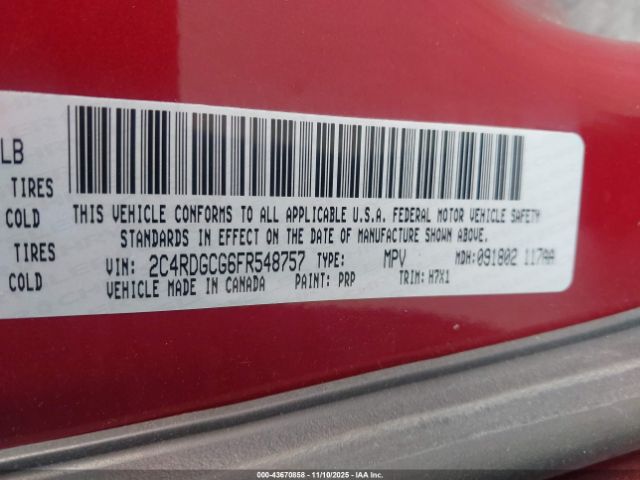 LB
TIRES
COLD
TIRES
COLD
THIS VEHICLE CONFORMS TO ALL APPLICABLE U.S.A. FEDERAL MOTOR VEHICLE SAFETY
STANDARDS IN EFFECT ON THE DATE OF MANUFACTURE SHOWN ABOVE.
VIN: 2C4RDGCG6FR548757 TYPE: MPV MDH:091802 117AA
VEHICLE MADE IN CANADA PAINT: PRP TRIM: H7X1
000-43670858 - 11/10/2025 - IAA, Inc.